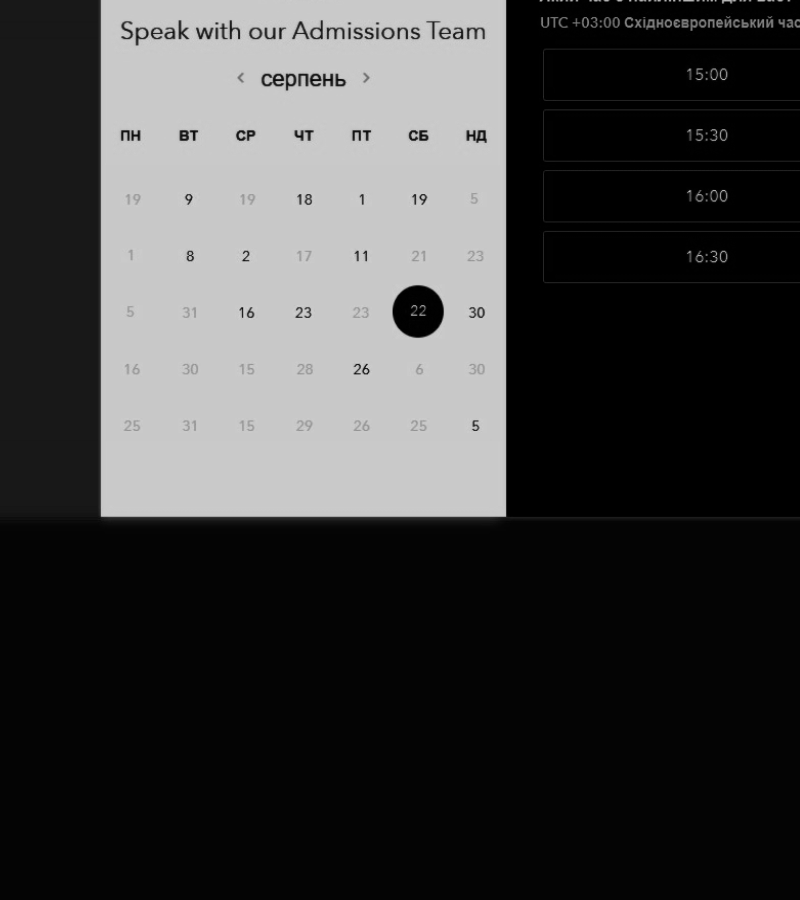 Speak with our Admissions Team
< серпень >
ПН ВТ СР ЧТ ПТ СБ НД
19 9 19 18 1 19 5
1 8 2 17 11 21 23
5 31 16 23 23 22 30
16 30 15 28 26 6 30
25 31 15 29 26 25 5
UTC +03:00 Східноєвропейський час
15:00
15:30
16:00
16:30